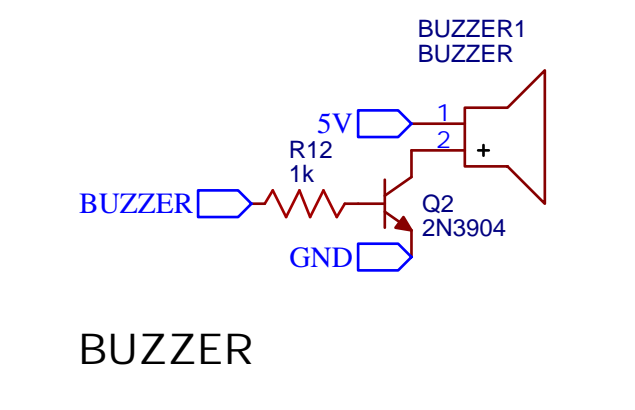 BUZZER1
BUZZER
5V
1
2
+
R12
1k
BUZZER
Q2
2N3904
GND
BUZZER